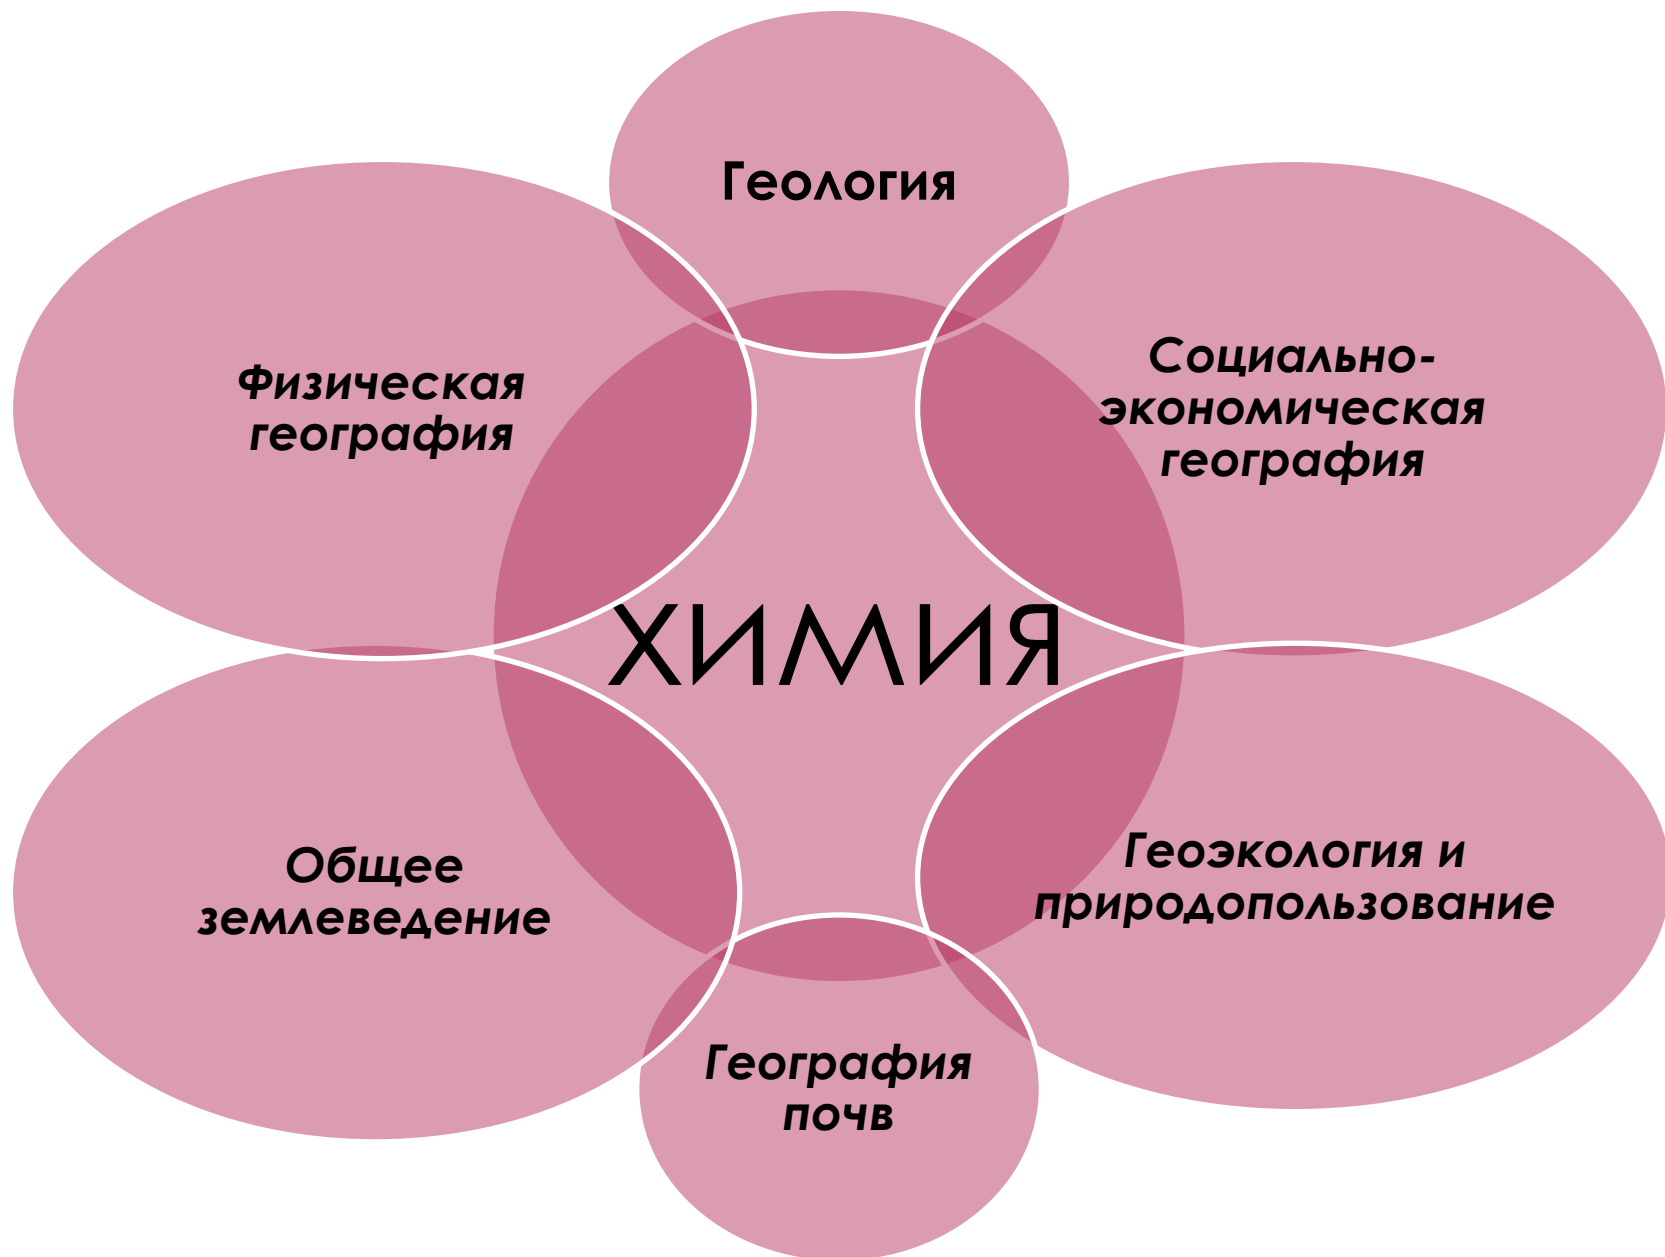 Геология
Физическая
география
Социально-
экономическая
география
ХИМИЯ
Общее
землеведение
Геоэкология и
природопользование
География
почв